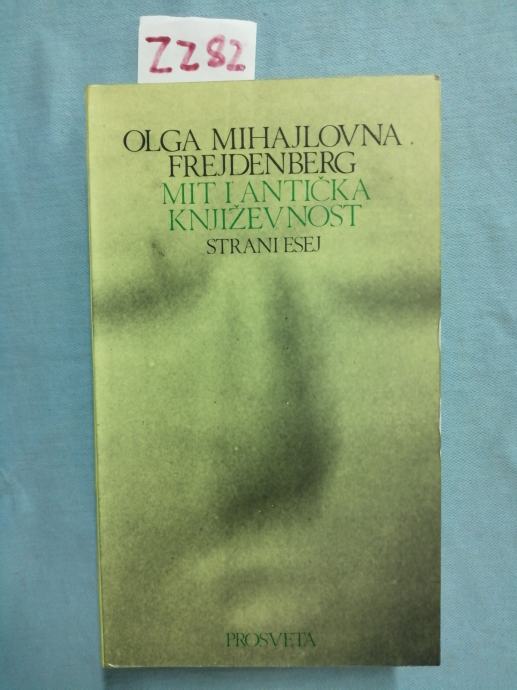 ZZ82
OLGA MIHAJLOVNA
FREJDENBERG
MIT I ANTIČKA
KNJIŽEVNOST
STRANI ESEJ
PROSVETA